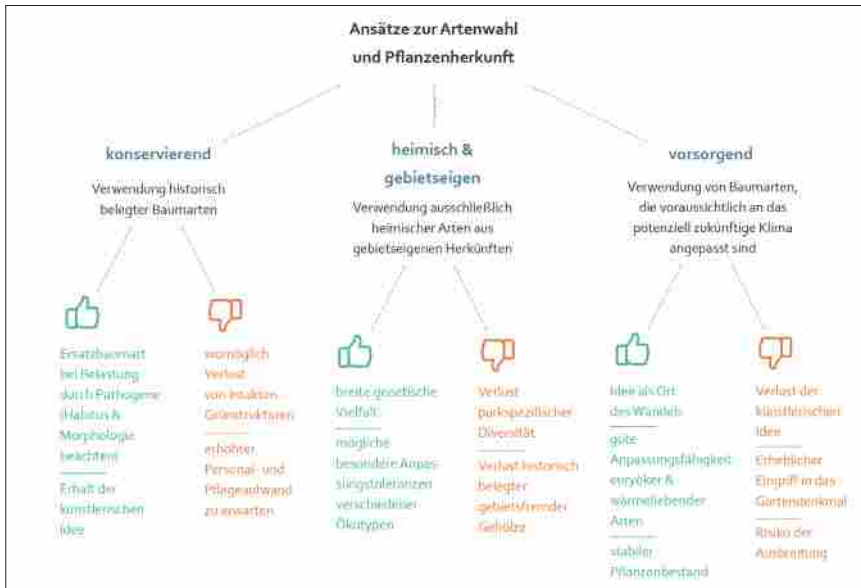 Ansätze zur Artenwahl
und Pflanzenherkunft
konservierend
Verwendung historisch
belegter Baumarten
Ersatzbaumart
bei Belastung
durch Pathogene
(Habitus &
Morphologie
beachten)
Erhalt der
künstlerischen
Idee
womöglich
Verlust
von intakten
Grünstrukturen
erhöhter
Personal- und
Pflegeaufwand
zu erwarten
heimisch &
gebietseigen
Verwendung ausschließlich
heimischer Arten aus
gebietseigenen Herkünften
breite genetische
Vielfalt
mögliche
besondere Anpas-
sungstoleranzen
verschiedener
Ökotypen
Verlust
parkspezifischer
Diversität
Verlust historisch
belegter
gebietsfremder
Gehölze
vorsorgend
Verwendung von Baumarten,
die voraussichtlich an das
potenziell zukünftige Klima
angepasst sind
Idee als Ort
des Wandels
gute
Anpassungsfähigkeit
euryöker &
wärmeliebender
Arten
stabiler
Pflanzenbestand
Verlust der
künstlerischen
Idee
Erheblicher
Eingriff in das
Gartendenkmal
Risiko der
Ausbreitung